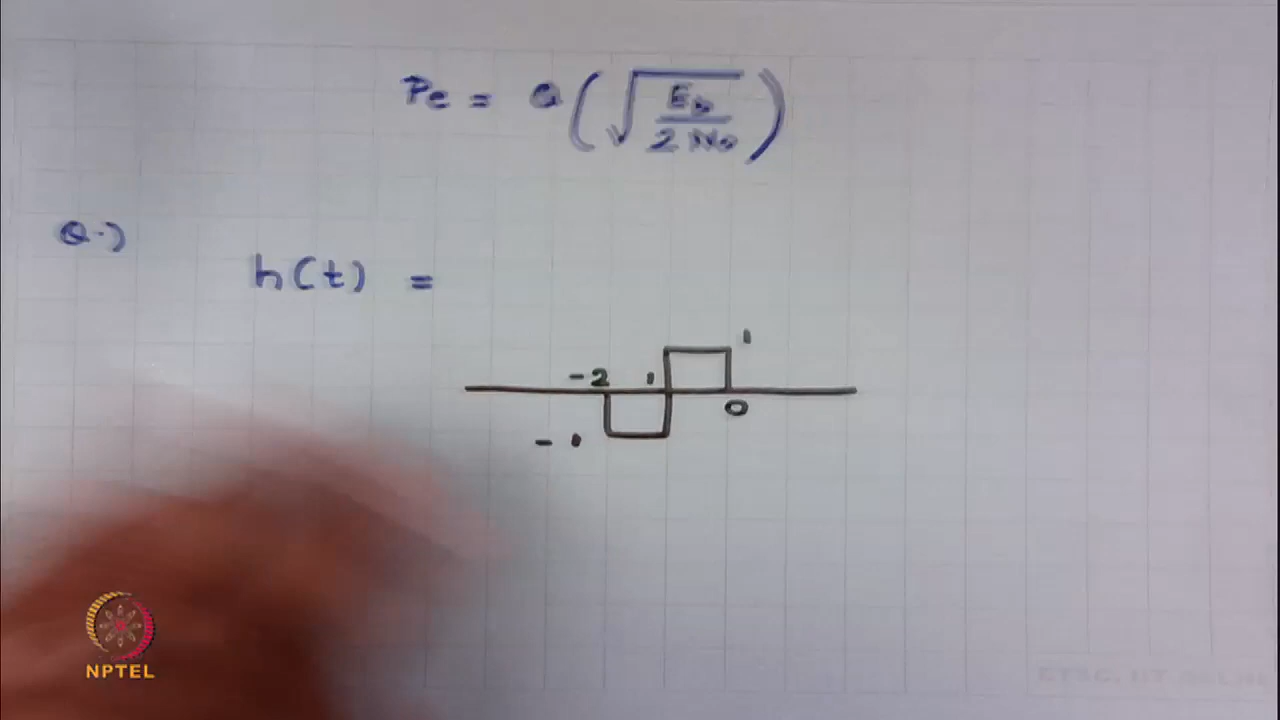 Pe = Q(√(Eb/2No))
Q.)
h(t) =
1
-2 1
0
-1
NPTEL